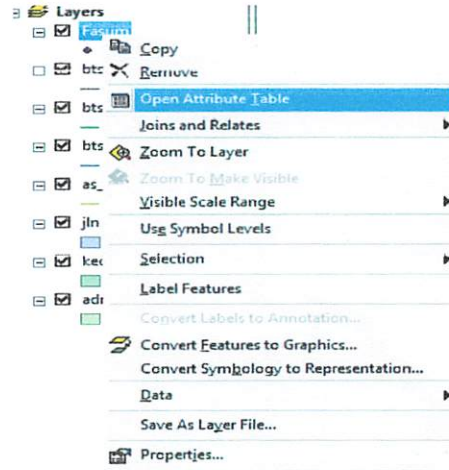 Layers
Fasum
Copy
bts
Remove
Open Attribute Table
bts
Joins and Relates
bts
Zoom To Layer
as_
Zoom To Make Visible
Visible Scale Range
jln
Use Symbol Levels
kec
Selection
Label Features
adr
Convert Labels to Annotation...
Convert Features to Graphics...
Convert Symbology to Representation...
Data
Save As Layer File...
Properties...